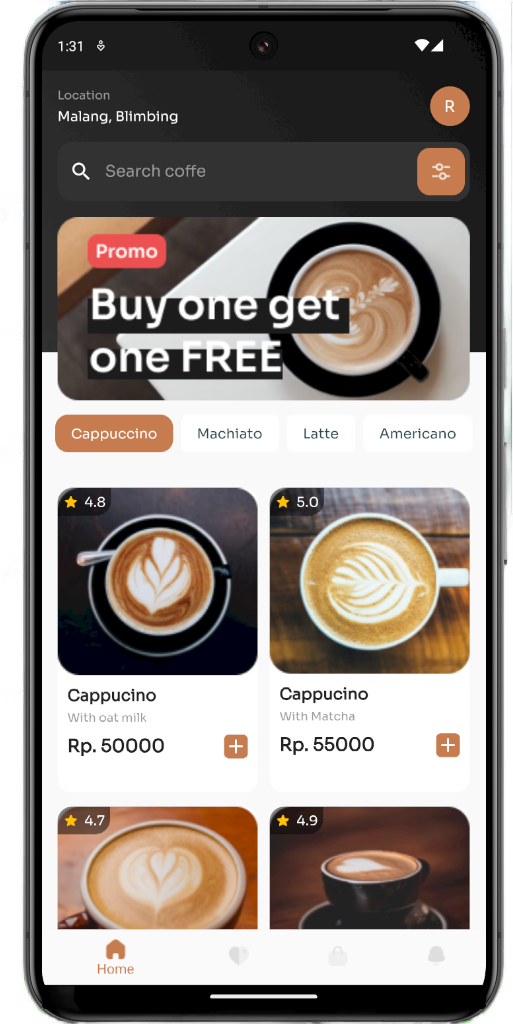 1:31
Location
Malang, Blimbing
R
Search coffe
Promo
Buy one get
one FREE
Cappuccino
Machiato
Latte
Americano
4.8
5.0
Cappucino
With oat milk
Rp. 50000
Cappucino
With Matcha
Rp. 55000
4.7
4.9
Home